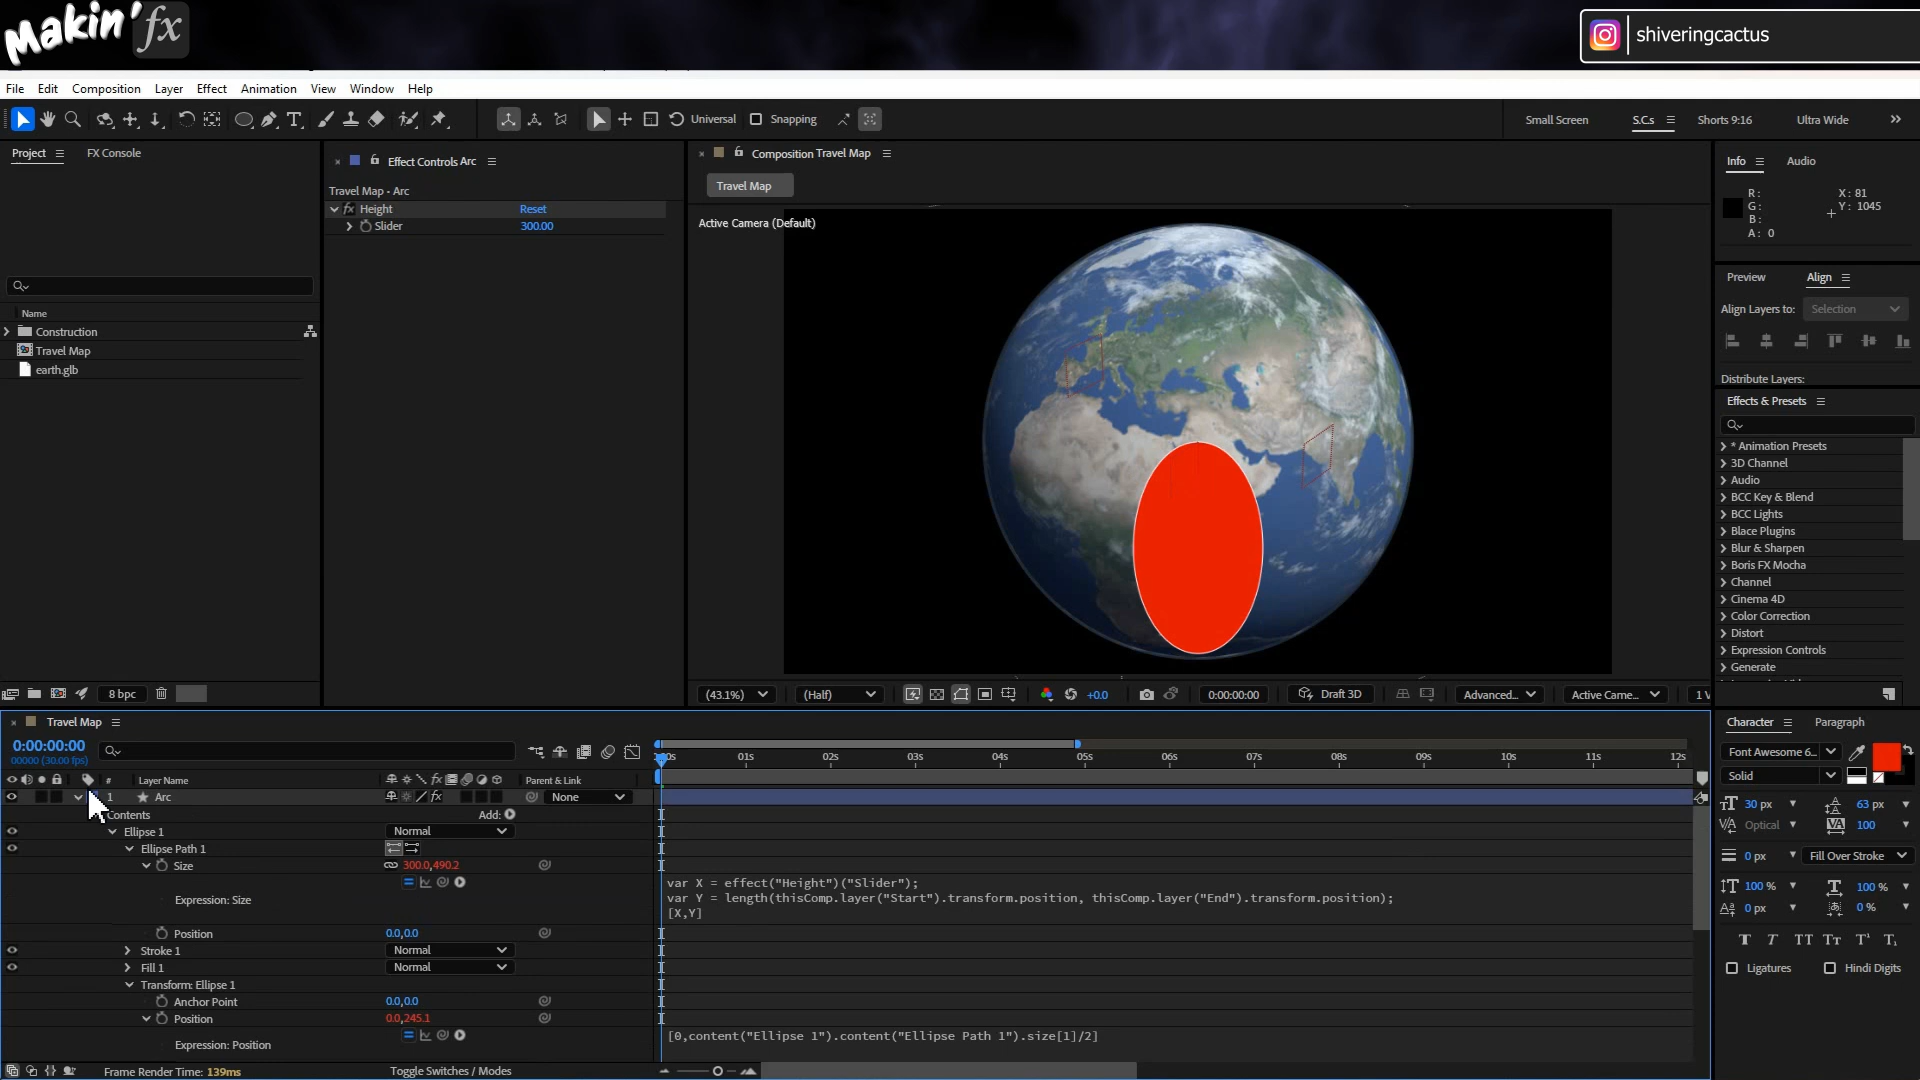 Makin' fx
shiveringcactus
File Edit Composition Layer Effect Animation View Window Help
Universal Snapping Small Screen S.C.s Shorts 9:16 Ultra Wide
Project FX Console
Effect Controls Arc
Composition Travel Map
Info Audio
Travel Map - Arc
Height Reset
Slider 300.00
Travel Map
Active Camera (Default)
R: X: 81
G: Y: 1045
B:
A: 0
Preview Align
Align Layers to: Selection
Distribute Layers:
Name
Construction
Travel Map
earth.glb
Effects & Presets
* Animation Presets
3D Channel
Audio
BCC Key & Blend
BCC Lights
Blace Plugins
Blur & Sharpen
Boris FX Mocha
Channel
Cinema 4D
Color Correction
Distort
Expression Controls
Generate
8 bpc
(43.1%) (Half) +0.0 0:00:00:00 Draft 3D Advanced... Active Came... 1 V
Travel Map
0:00:00:00
00000 (30.00 fps)
00s 01s 02s 03s 04s 05s 06s 07s 08s 09s 10s 11s 12s
# Layer Name Parent & Link
1 Arc None
Contents Add:
Ellipse 1 Normal
Ellipse Path 1
Size 300.0,490.2
Expression: Size
var X = effect("Height")("Slider");
var Y = length(thisComp.layer("Start").transform.position, thisComp.layer("End").transform.position);
[X,Y]
Position 0.0,0.0
Stroke 1 Normal
Fill 1 Normal
Transform: Ellipse 1
Anchor Point 0.0,0.0
Position 0.0,245.1
Expression: Position
[0,content("Ellipse 1").content("Ellipse Path 1").size[1]/2]
Frame Render Time: 139ms Toggle Switches / Modes
Character Paragraph
Font Awesome 6...
Solid
30 px 63 px
Optical 100
0 px Fill Over Stroke
100 % 100 %
0 px 0 %
T T TT Tt T¹ T₁
Ligatures Hindi Digits